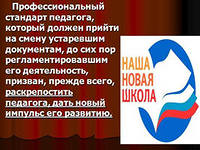 Профессиональный
стандарт педагога,
который должен прийти
на смену устаревшим
документам, до сих пор
регламентировавшим
его деятельность,
призван, прежде всего,
раскрепостить
педагога, дать новый
импульс его развитию.
НАША
НОВАЯ
ШКОЛА